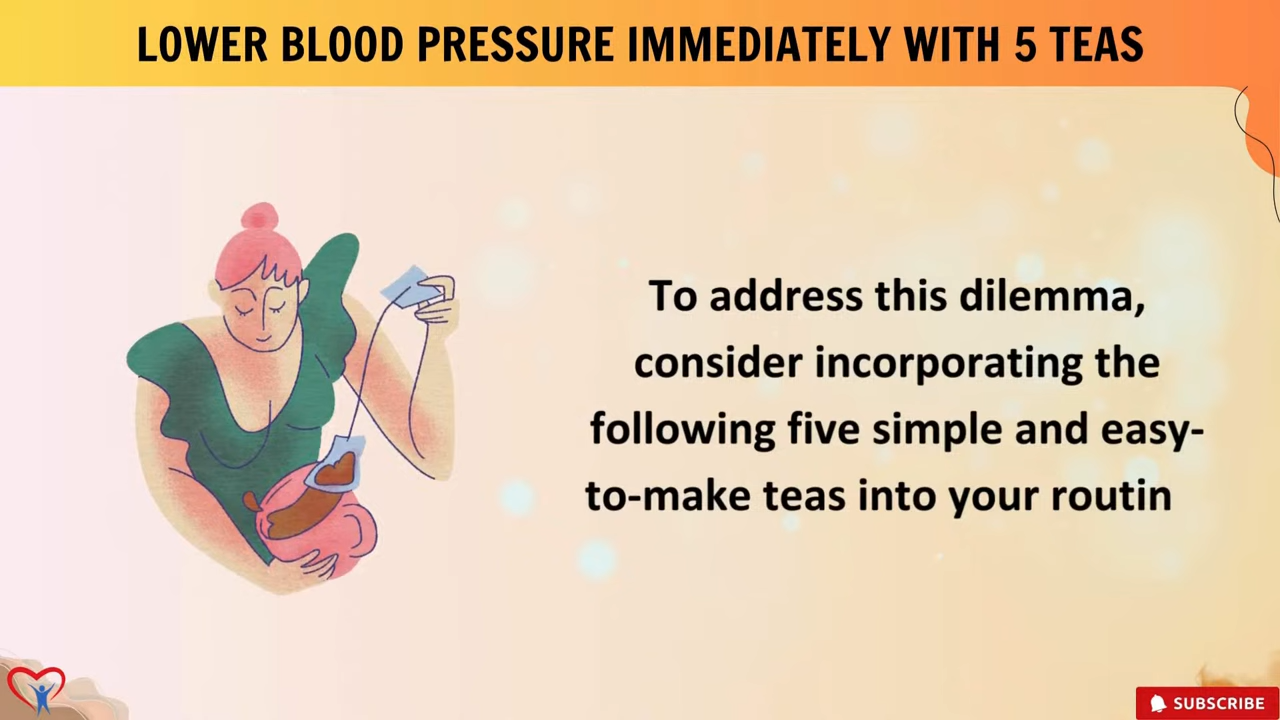 LOWER BLOOD PRESSURE IMMEDIATELY WITH 5 TEAS
To address this dilemma,
consider incorporating the
following five simple and easy-
to-make teas into your routin
SUBSCRIBE